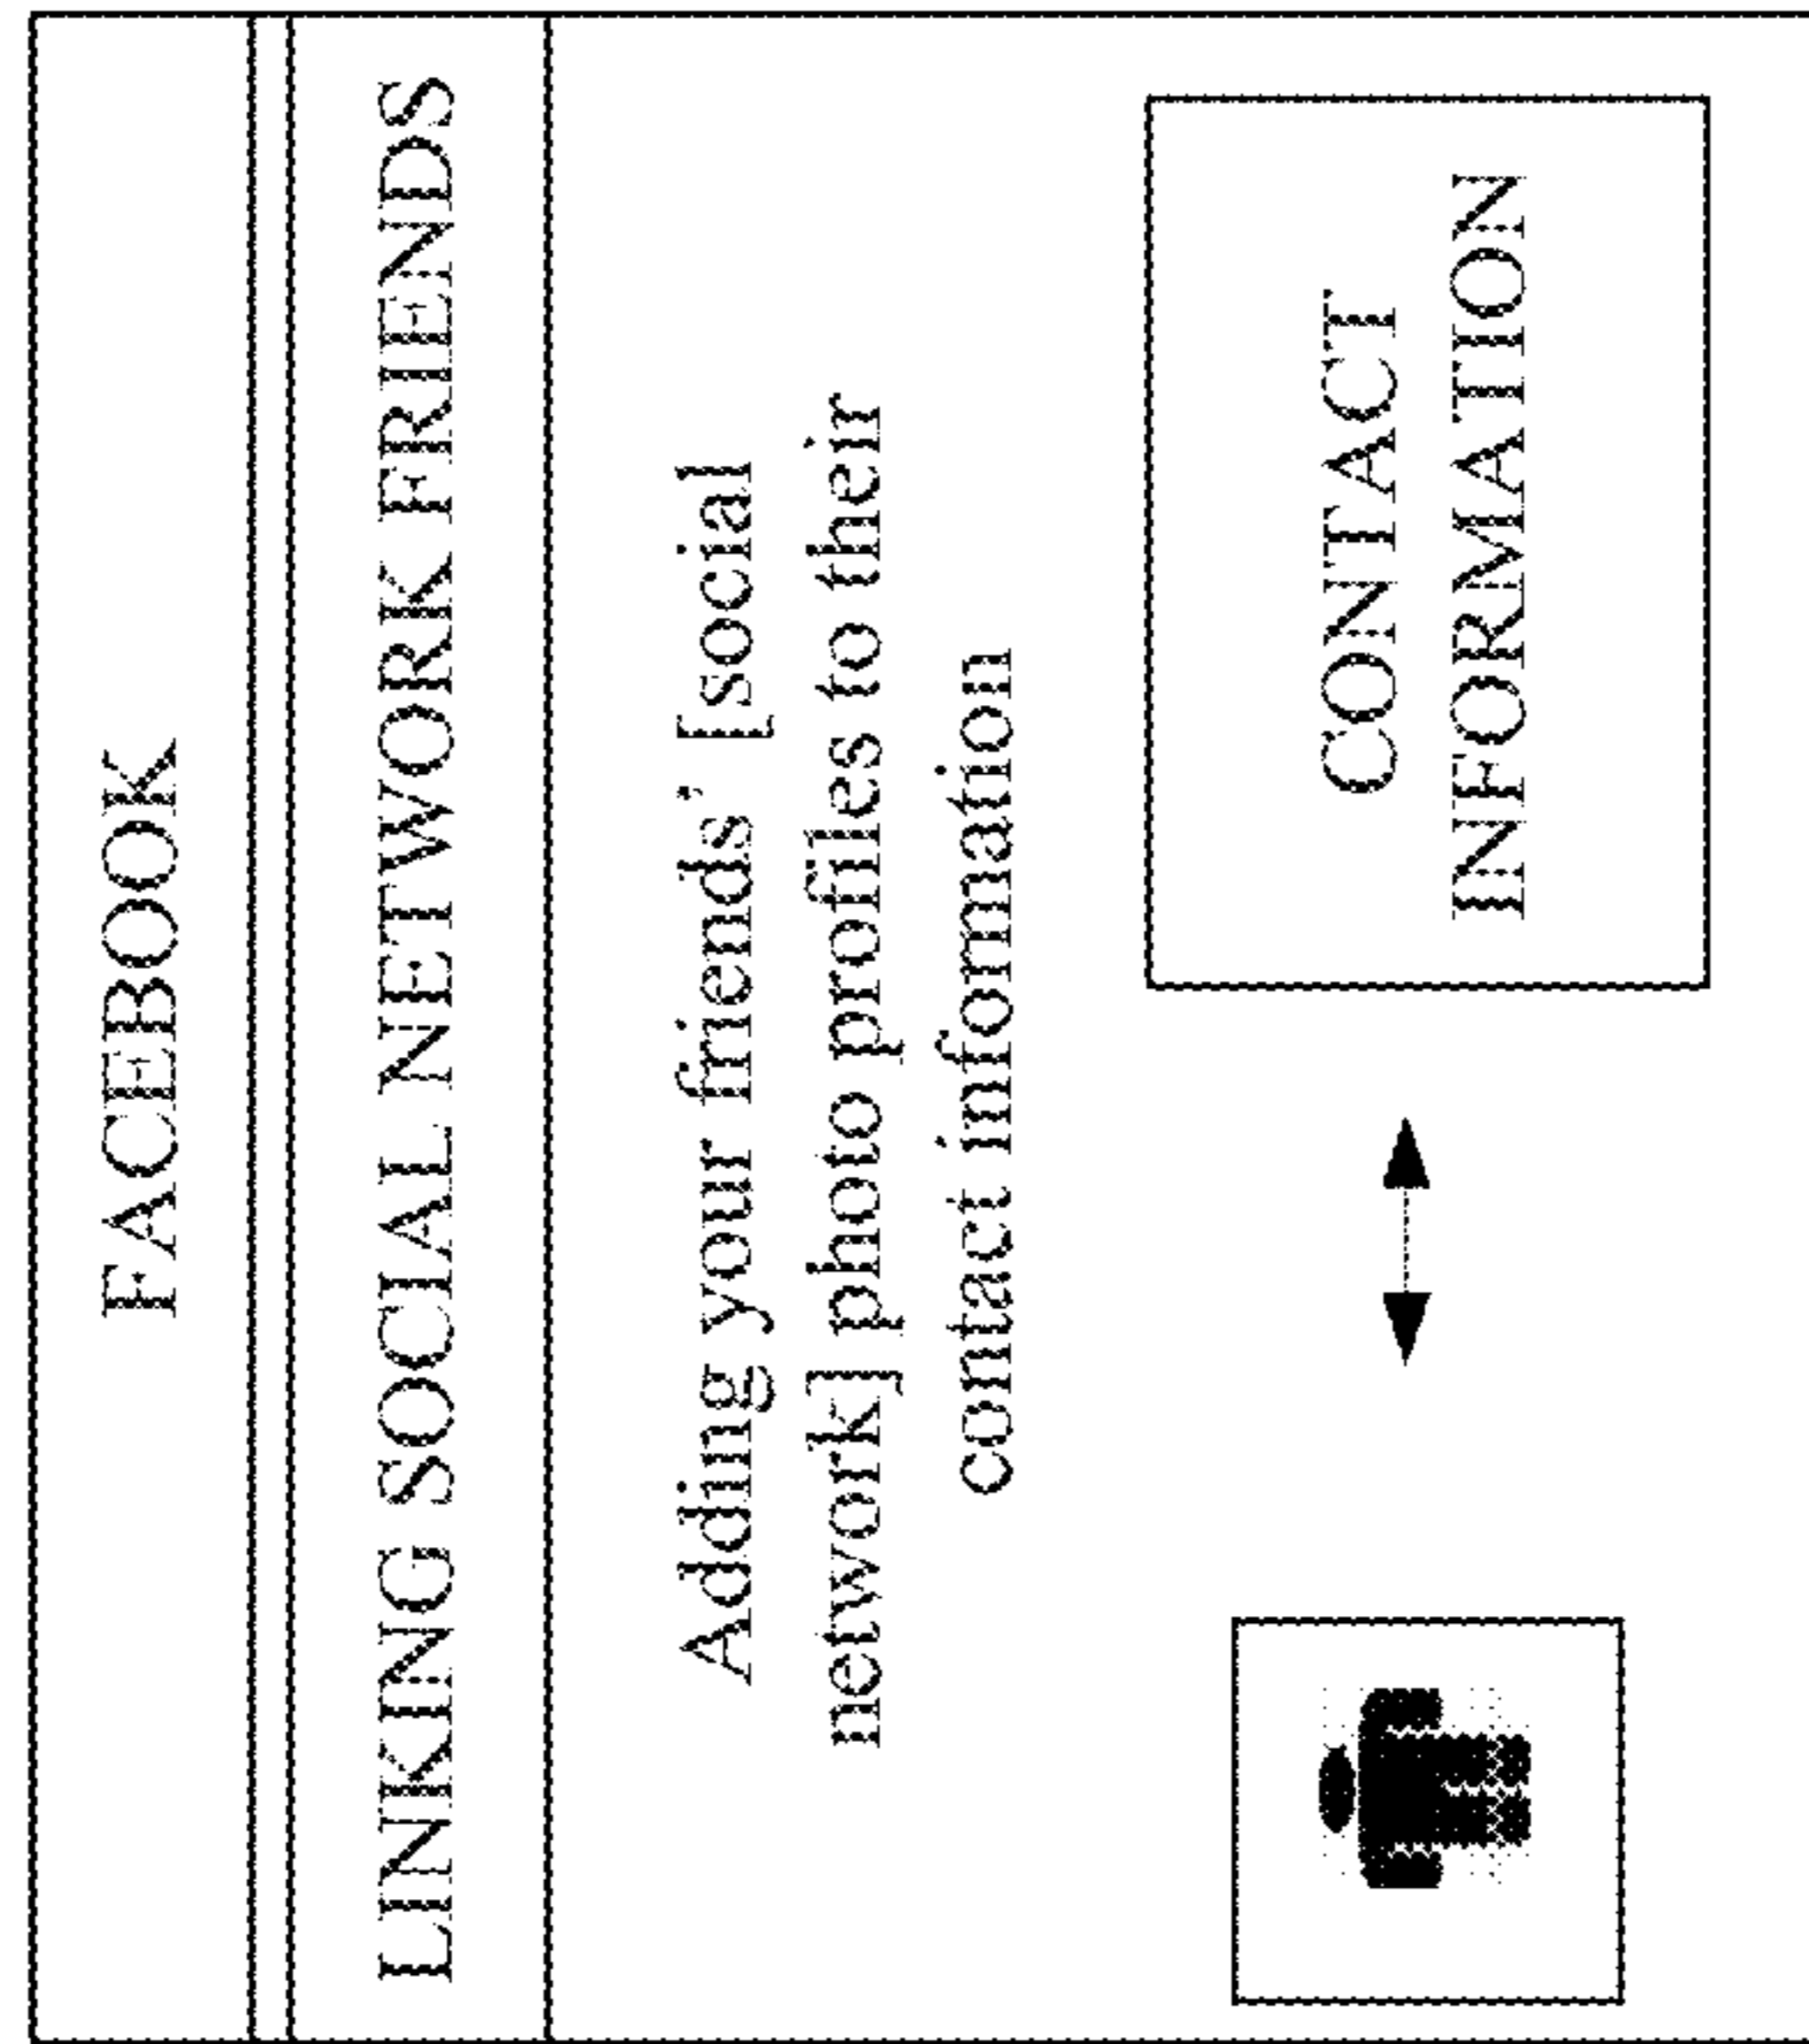 FACEBOOK
LINKING SOCIAL NETWORK FRIENDS
Adding your friends' [social
network] photo profiles to their
contact information
CONTACT
INFORMATION